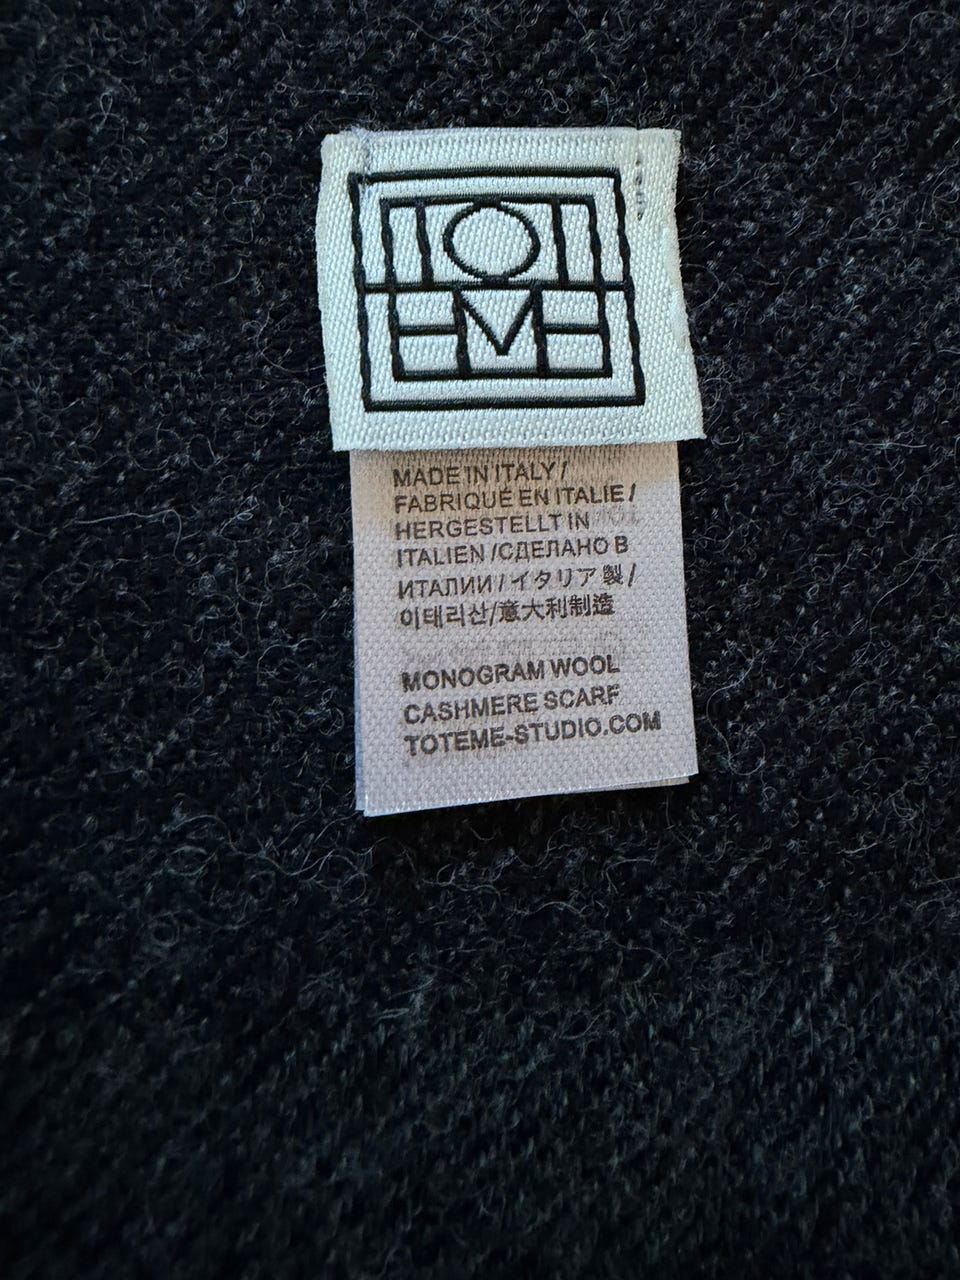 TOTEME
MADE IN ITALY /
FABRIQUÉ EN ITALIE /
HERGESTELLT IN
ITALIEN /СДЕЛАНО В
ИТАЛИИ / イタリア 製 /
이태리산/意大利制造
MONOGRAM WOOL
CASHMERE SCARF
TOTEME-STUDIO.COM